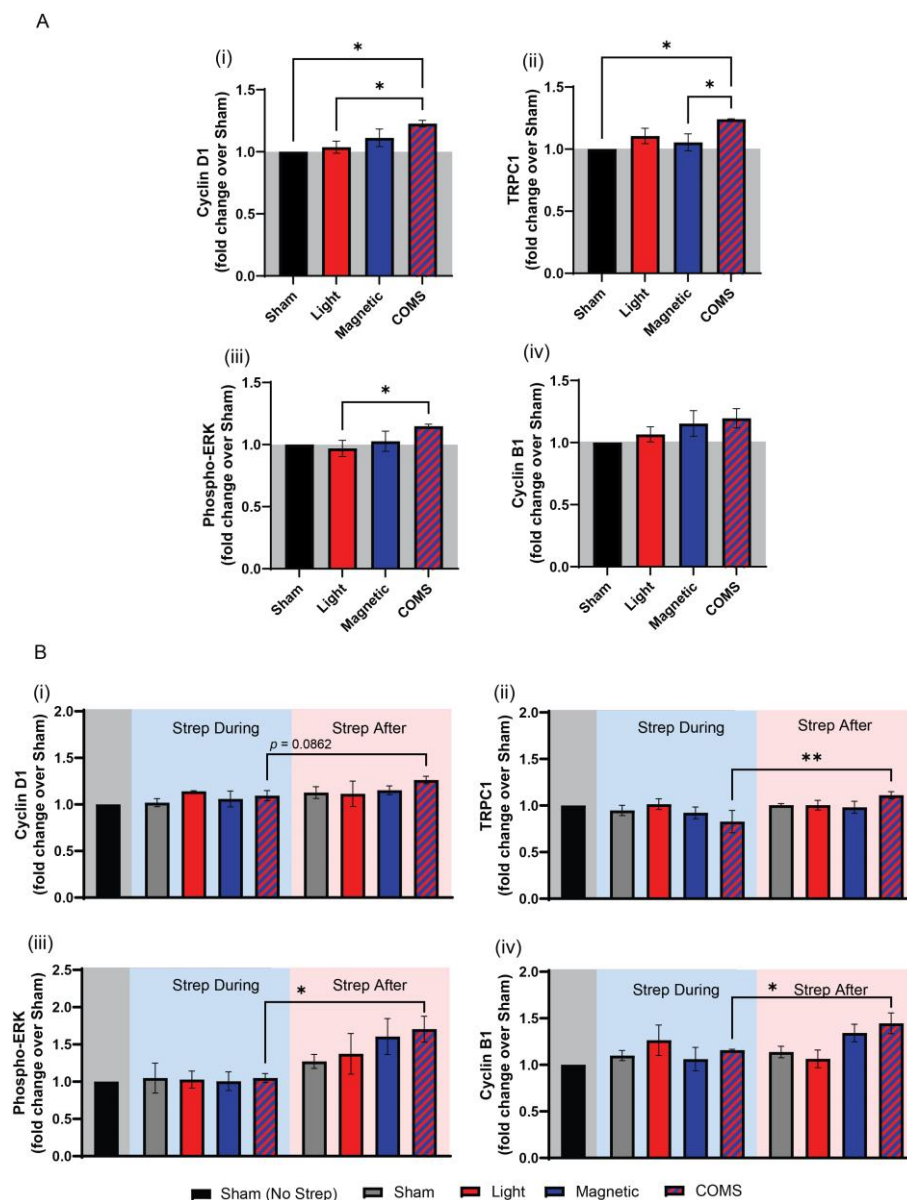 A
(i)
*
*
Cyclin D1
(fold change over Sham)
1.5
1.0
0.5
0.0
Sham
Light
Magnetic
COMS
(ii)
*
*
TRPC1
(fold change over Sham)
1.5
1.0
0.5
0.0
Sham
Light
Magnetic
COMS
(iii)
*
Phospho-ERK
(fold change over Sham)
1.5
1.0
0.5
0.0
Sham
Light
Magnetic
COMS
(iv)
Cyclin B1
(fold change over Sham)
1.5
1.0
0.5
0.0
Sham
Light
Magnetic
COMS
B
(i)
Cyclin D1
(fold change over Sham)
2.0
1.5
1.0
0.5
0.0
Strep During
Strep After
p = 0.0862
(ii)
TRPC1
(fold change over Sham)
2.0
1.5
1.0
0.5
0.0
Strep During
Strep After
**
(iii)
Phospho-ERK
(fold change over Sham)
2.5
2.0
1.5
1.0
0.5
0.0
Strep During
Strep After
*
(iv)
Cyclin B1
(fold change over Sham)
2.0
1.5
1.0
0.5
0.0
Strep During
Strep After
*
Sham (No Strep) Sham Light Magnetic COMS